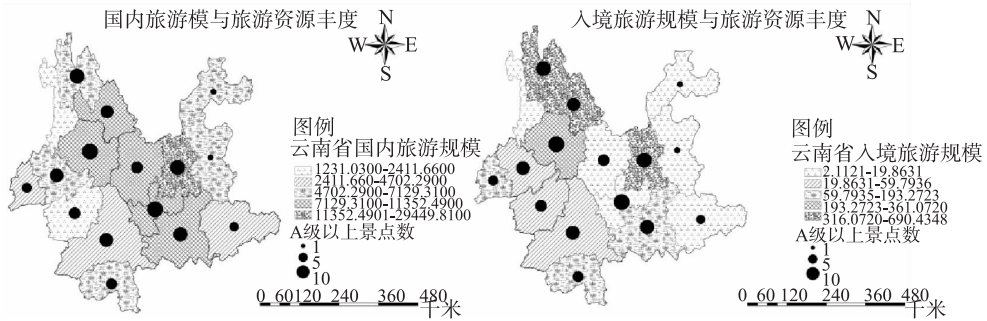 国内旅游模与旅游资源丰度
N
W E
S
图例
云南省国内旅游规模
1231.0300-2411.6600
2411.660-4702.2900
4702.2900-7129.3100
7129.3100-11352.4900
11352.4901-29449.8100
A级以上景点数
1
5
10
0 60 120 240 360 480
千米
入境旅游规模与旅游资源丰度
N
W E
S
图例
云南省入境旅游规模
2.1121-19.8631
19.8631-59.7936
59.7935-193.2723
193.2723-361.0720
316.0720-690.4348
A级以上景点数
1
5
10
0 60 120 240 360 480
千米